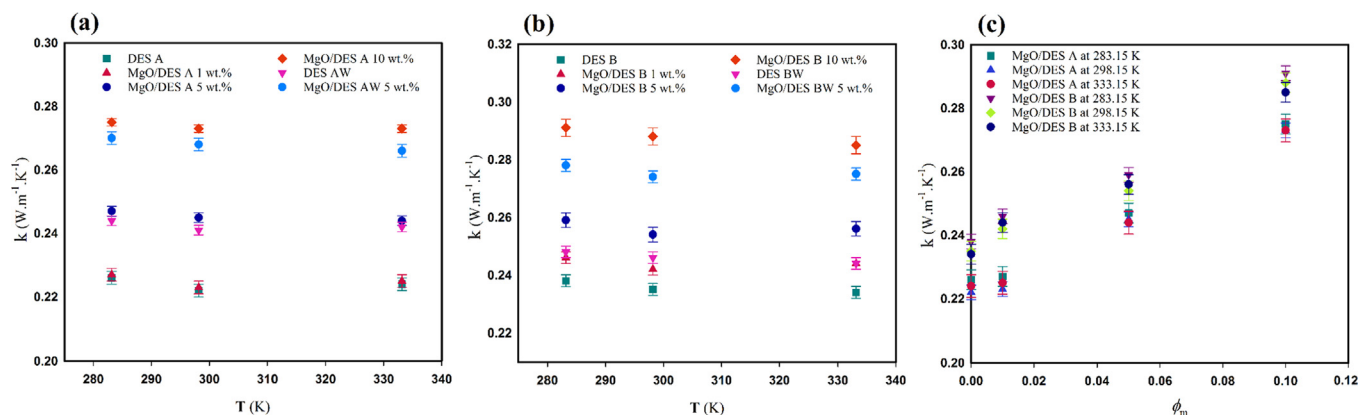 (a)
0.30
0.28
0.26
0.24
0.22
0.20
k (W.m-1.K-1)
DES A
MgO/DES A 1 wt.%
MgO/DES A 5 wt.%
MgO/DES A 10 wt.%
DES AW
MgO/DES AW 5 wt.%
280 290 300 310 320 330 340
T (K)
(b)
0.32
0.30
0.28
0.26
0.24
0.22
k (W.m-1.K-1)
DES B
MgO/DES B 1 wt.%
MgO/DES B 5 wt.%
MgO/DES B 10 wt.%
DES BW
MgO/DES BW 5 wt.%
280 290 300 310 320 330 340
T (K)
(c)
0.30
0.28
0.26
0.24
0.22
0.20
k (W.m-1.K-1)
MgO/DES A at 283.15 K
MgO/DES A at 298.15 K
MgO/DES A at 333.15 K
MgO/DES B at 283.15 K
MgO/DES B at 298.15 K
MgO/DES B at 333.15 K
0.00 0.02 0.04 0.06 0.08 0.10 0.12
ϕm